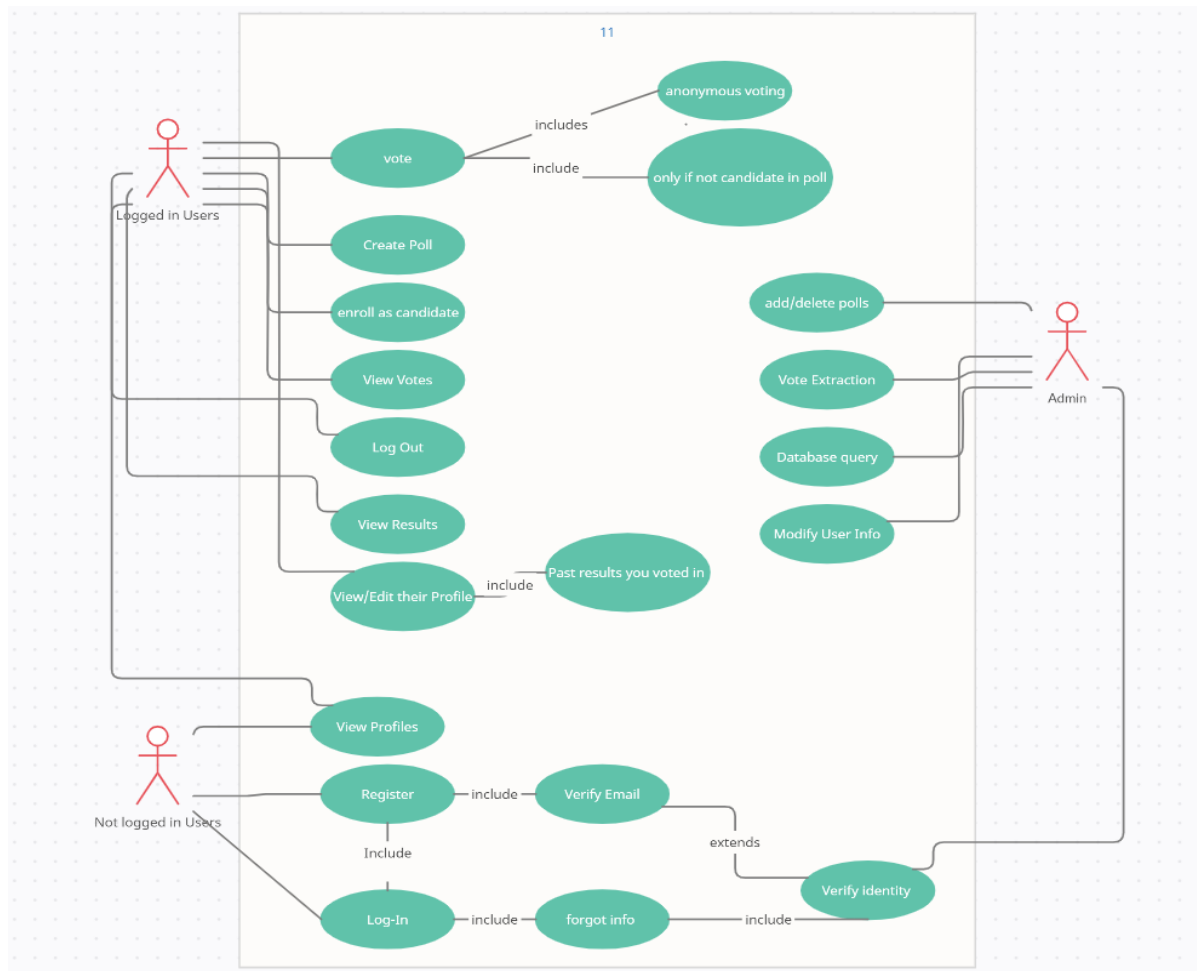 11
anonymous voting
includes
vote
include
only if not candidate in poll
Logged in Users
Create Poll
add/delete polls
enroll as candidate
View Votes
Vote Extraction
Admin
Log Out
Database query
View Results
Modify User Info
Past results you voted in
include
View/Edit their Profile
View Profiles
Register
include
Verify Email
Not logged in Users
extends
Include
Verify identity
Log-In
include
forgot info
include